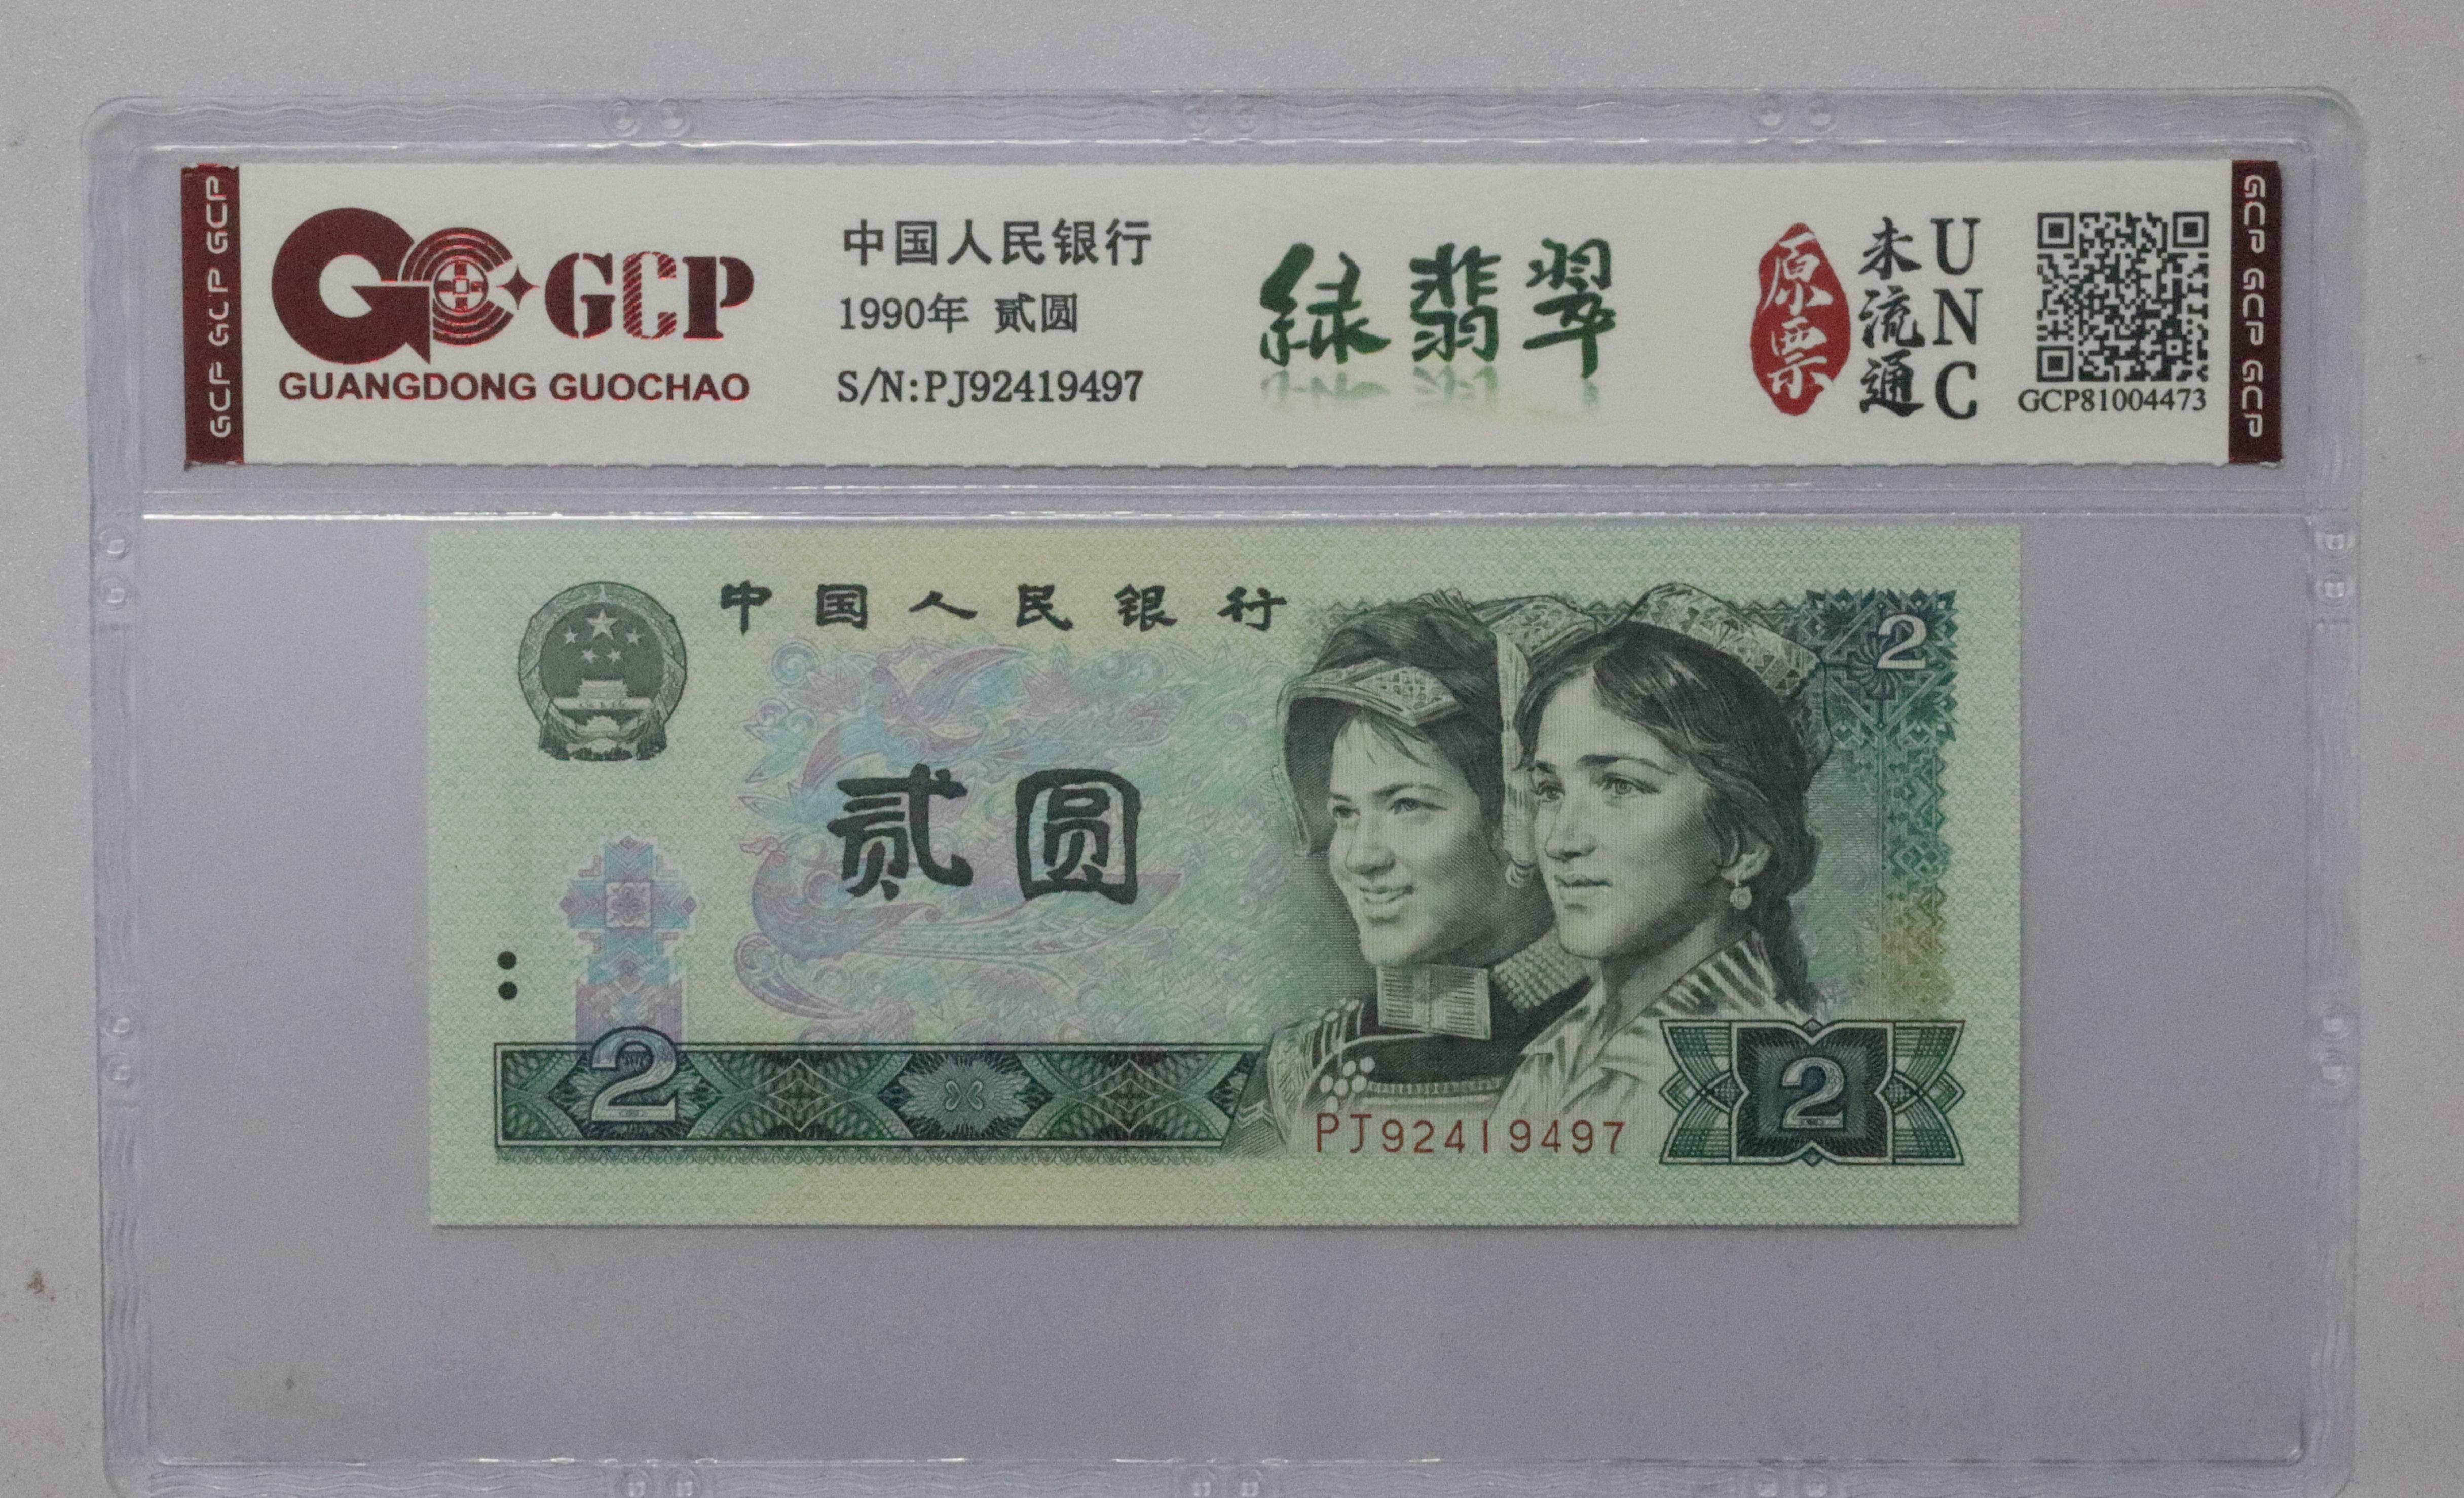 GCP GCP GCP
GCP
GUANGDONG GUOCHAO
中国人民银行
1990年 贰圆
S/N:PJ92419497
绿翡翠
原票
未流通
UNC
GCP81004473
GCP GCP GCP
中国人民银行
2
贰圆
2
2
PJ92419497